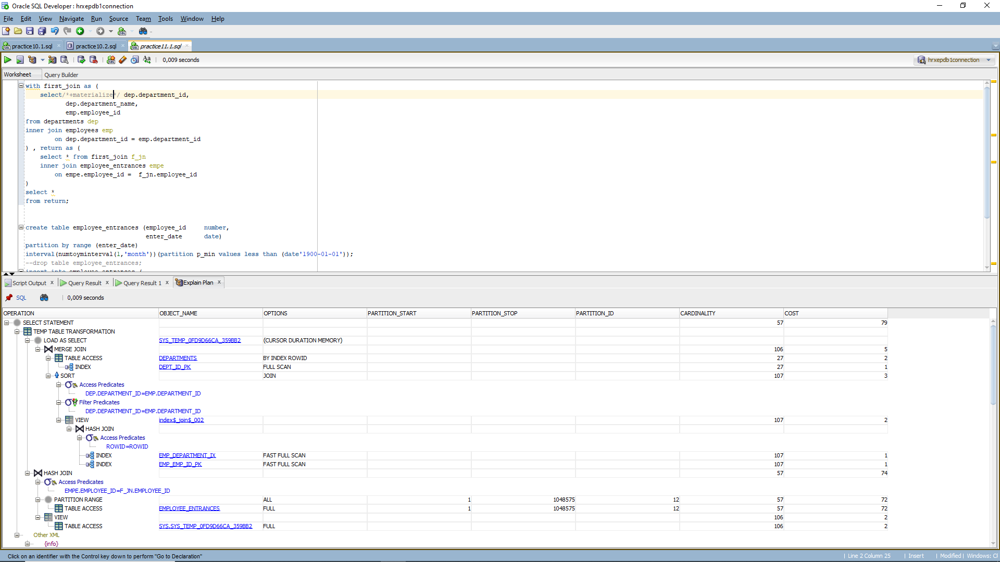 Oracle SQL Developer : hrxepdb1connection
File Edit View Navigate Run Source Team Tools Window Help
practice10.1.sql practice10.2.sql practice11.1.sql
0,009 seconds hrxepdb1connection
Worksheet Query Builder
with first_join as (
select/*+materialize*/ dep.department_id,
dep.department_name,
emp.employee_id
from departments dep
inner join employees emp
on dep.department_id = emp.department_id
) , return as (
select * from first_join f_jn
inner join employee_entrances empe
on empe.employee_id =  f_jn.employee_id
)
select *
from return;
create table employee_entrances (employee_id number,
enter_date date)
partition by range (enter_date)
interval(numtoyminterval(1,'month'))(partition p_min values less than (date'1900-01-01'));
--drop table employee_entrances;
insert into employee_entrances (
Script Output Query Result Query Result 1 Explain Plan
SQL 0,009 seconds
OPERATION OBJECT_NAME OPTIONS PARTITION_START PARTITION_STOP PARTITION_ID CARDINALITY COST
SELECT STATEMENT 57 79
TEMP TABLE TRANSFORMATION
LOAD AS SELECT SYS_TEMP_0FD9D66CA_359BB2 (CURSOR DURATION MEMORY)
MERGE JOIN 106 5
TABLE ACCESS DEPARTMENTS BY INDEX ROWID 27 2
INDEX DEPT_ID_PK FULL SCAN 27 1
SORT JOIN 107 3
Access Predicates
DEP.DEPARTMENT_ID=EMP.DEPARTMENT_ID
Filter Predicates
DEP.DEPARTMENT_ID=EMP.DEPARTMENT_ID
VIEW index$_join$_002 107 2
HASH JOIN
Access Predicates
ROWID=ROWID
INDEX EMP_DEPARTMENT_IX FAST FULL SCAN 107 1
INDEX EMP_EMP_ID_PK FAST FULL SCAN 107 1
HASH JOIN 57 74
Access Predicates
EMPE.EMPLOYEE_ID=F_JN.EMPLOYEE_ID
PARTITION RANGE ALL 1 1048575 12 57 72
TABLE ACCESS EMPLOYEE_ENTRANCES FULL 1 1048575 12 57 72
VIEW 106 2
TABLE ACCESS SYS.SYS_TEMP_0FD9D66CA_359BB2 FULL 106 2
Other XML
{info}
Click on an identifier with the Control key down to perform "Go to Declaration" | Line 2 Column 25 | Insert | Modified | Windows: CF